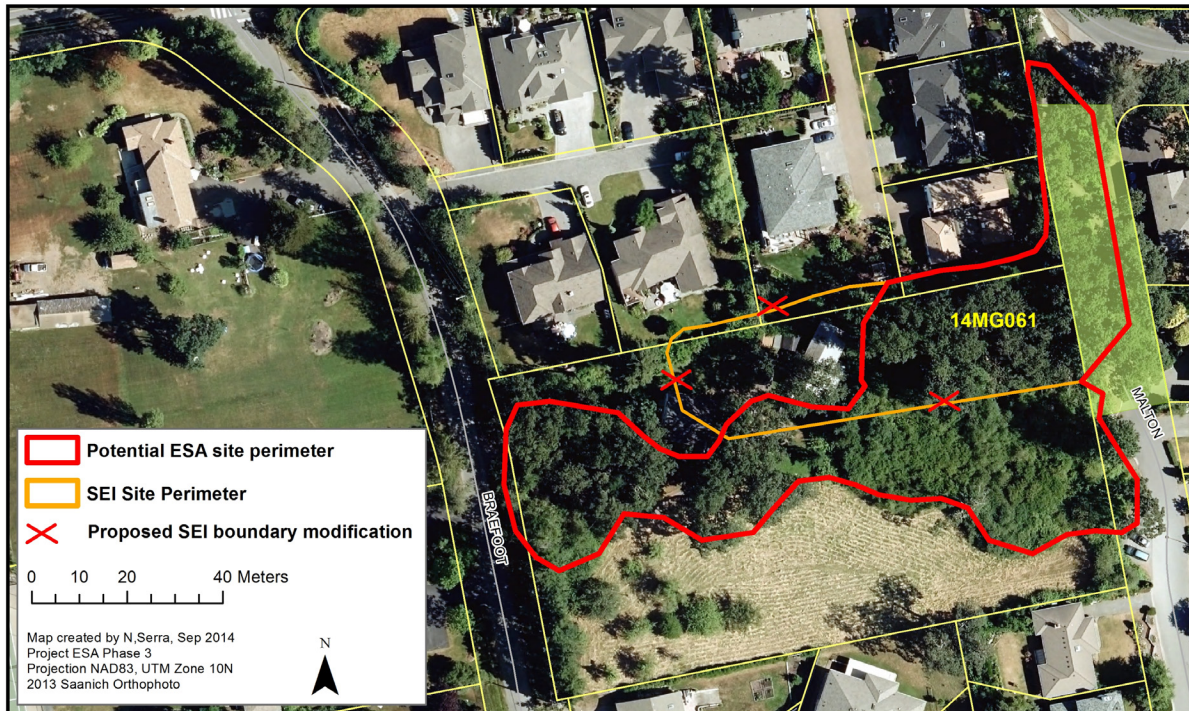 14MG061
MALTON
BRAEFOOT
Potential ESA site perimeter
SEI Site Perimeter
Proposed SEI boundary modification
0 10 20 40 Meters
Map created by N,Serra, Sep 2014
Project ESA Phase 3
Projection NAD83, UTM Zone 10N
2013 Saanich Orthophoto
N